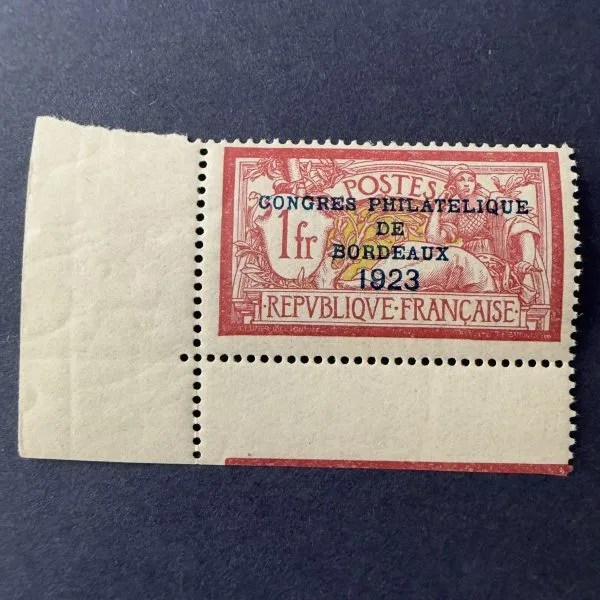 POSTES
CONGRES PHILATELIQUE
DE
1fr BORDEAUX
1923
·REPVBLIQVE·FRANÇAISE·